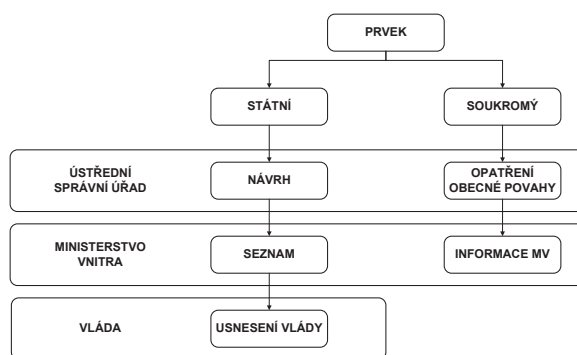 PRVEK
STÁTNÍ
SOUKROMÝ
ÚSTŘEDNÍ
SPRÁVNÍ ÚŘAD
NÁVRH
OPATŘENÍ
OBECNÉ POVAHY
MINISTERSTVO
VNITRA
SEZNAM
INFORMACE MV
VLÁDA
USNESENÍ VLÁDY